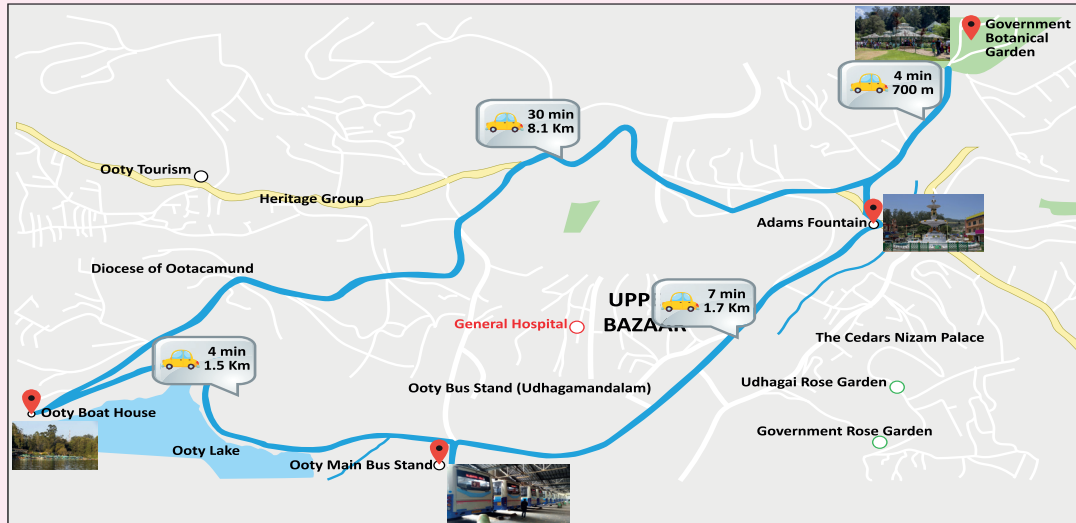 Government
Botanical
Garden
4 min
700 m
30 min
8.1 Km
Ooty Tourism
Heritage Group
Adams Fountain
Diocese of Ootacamund
7 min
1.7 Km
General Hospital
BAZAAR
The Cedars Nizam Palace
4 min
1.5 Km
Ooty Bus Stand (Udhagamandalam)
Udhagai Rose Garden
Ooty Boat House
Government Rose Garden
Ooty Lake
Ooty Main Bus Stand